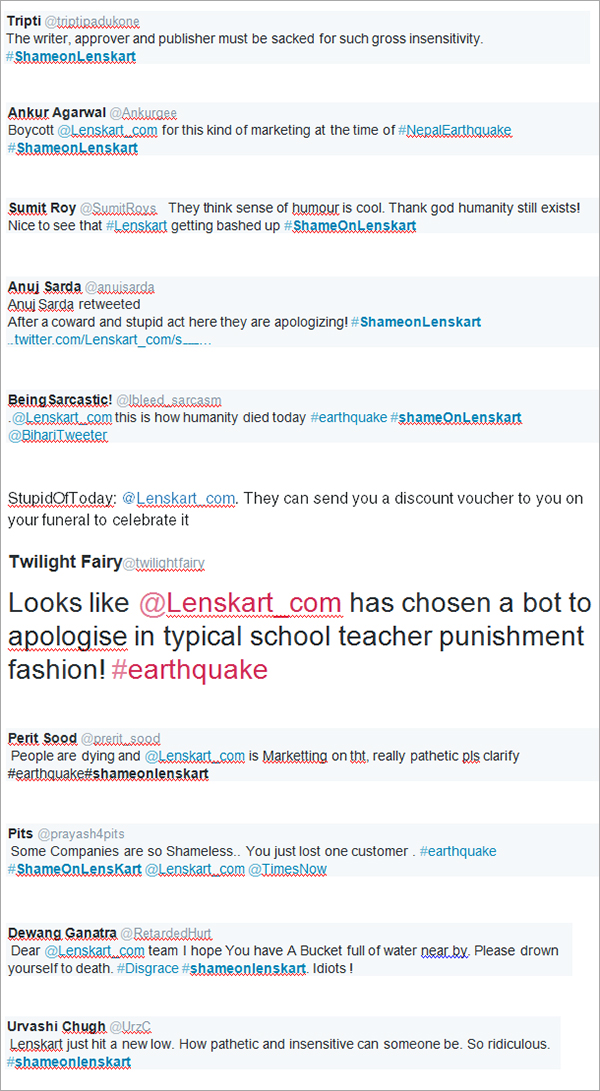 Tripti @triptipadukone
The writer, approver and publisher must be sacked for such gross insensitivity.
#ShameonLenskart
Ankur Agarwal @Ankurgee
Boycott @Lenskart_com for this kind of marketing at the time of #NepalEarthquake
#ShameonLenskart
Sumit Roy @SumitRoys They think sense of humour is cool. Thank god humanity still exists!
Nice to see that #Lenskart getting bashed up #ShameOnLenskart
Anuj Sarda @anujsarda
Anuj Sarda retweeted
After a coward and stupid act here they are apologizing! #ShameonLenskart
..twitter.com/Lenskart_com/s___…
BeingSarcastic! @Ibleed_sarcasm
.@Lenskart_com this is how humanity died today #earthquake #shameOnLenskart
@BihariTweeter
StupidOfToday: @Lenskart_com. They can send you a discount voucher to you on
your funeral to celebrate it
Twilight Fairy@twilightfairy
Looks like @Lenskart_com has chosen a bot to
apologise in typical school teacher punishment
fashion! #earthquake
Perit Sood @prerit_sood
People are dying and @Lenskart_com is Marketting on tht, really pathetic pls clarify
#earthquake#shameonlenskart
Pits @prayash4pits
Some Companies are so Shameless.. You just lost one customer . #earthquake
#ShameOnLensKart @Lenskart_com @TimesNow
Dewang Ganatra @RetardedHurt
Dear @Lenskart_com team I hope You have A Bucket full of water near by. Please drown
yourself to death. #Disgrace #shameonlenskart. Idiots !
Urvashi Chugh @UrzC
Lenskart just hit a new low. How pathetic and insensitive can someone be. So ridiculous.
#shameonlenskart